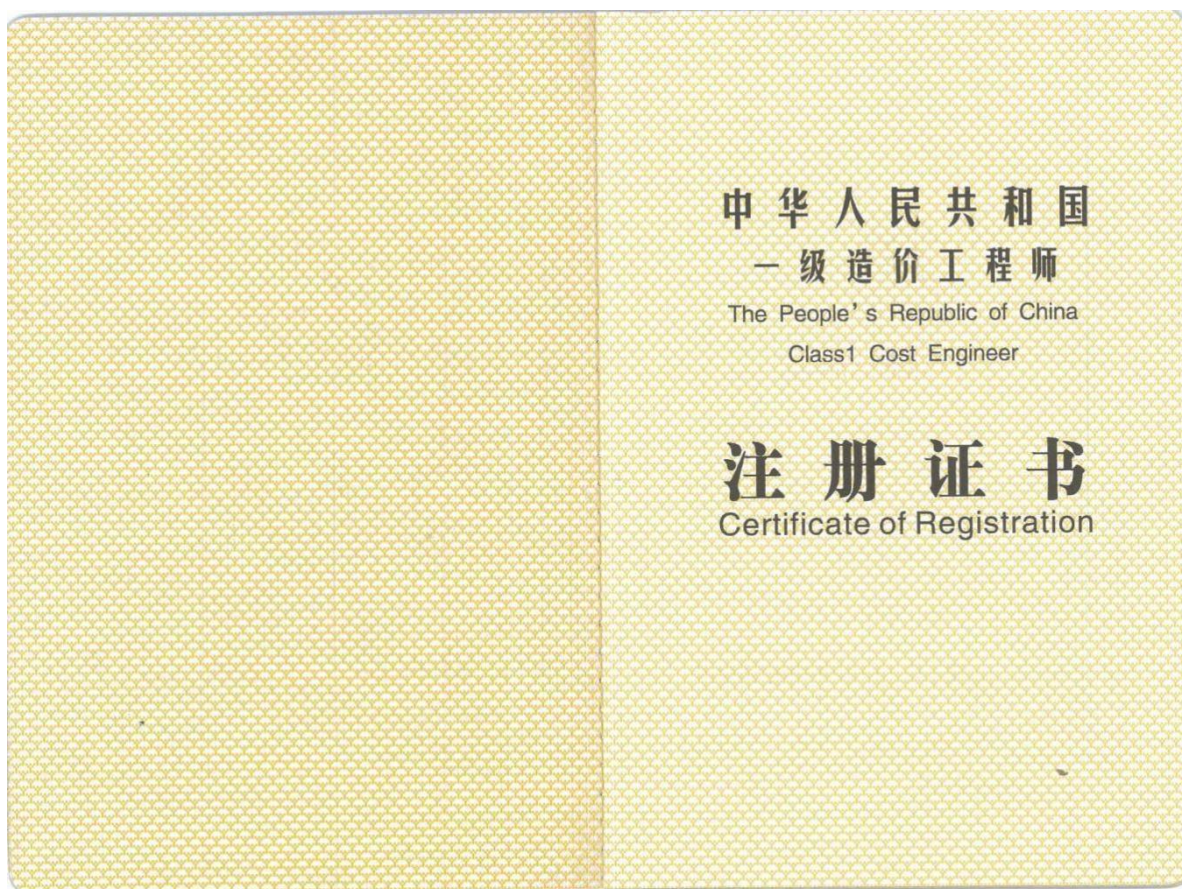 中华人民共和国
一级造价工程师
The People's Republic of China
Class1 Cost Engineer
注册证书
Certificate of Registration